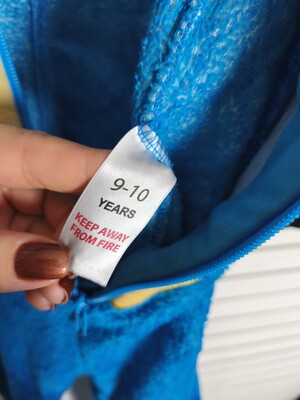 9-10
YEARS
KEEP AWAY
FROM FIRE